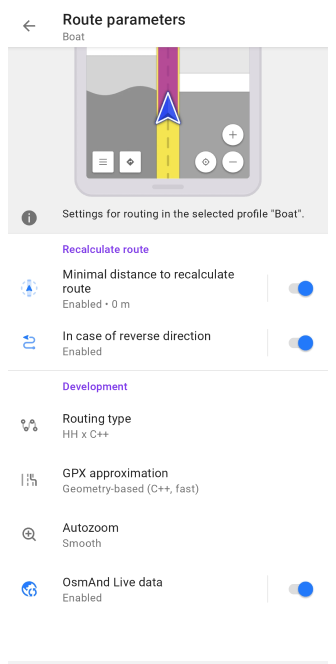 Route parameters
Boat
Settings for routing in the selected profile "Boat".
Recalculate route
Minimal distance to recalculate
route
Enabled • 0 m
In case of reverse direction
Enabled
Development
Routing type
HH x C++
GPX approximation
Geometry-based (C++, fast)
Autozoom
Smooth
OsmAnd Live data
Enabled